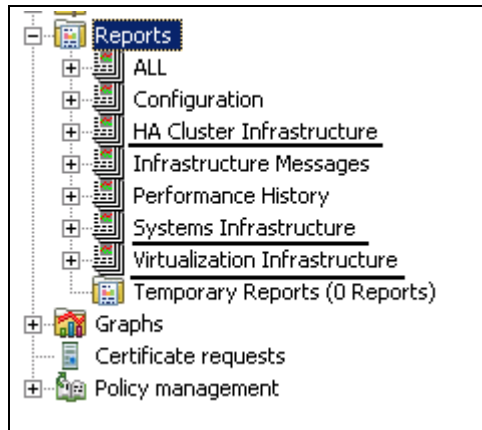 Reports
ALL
Configuration
HA Cluster Infrastructure
Infrastructure Messages
Performance History
Systems Infrastructure
Virtualization Infrastructure
Temporary Reports (0 Reports)
Graphs
Certificate requests
Policy management